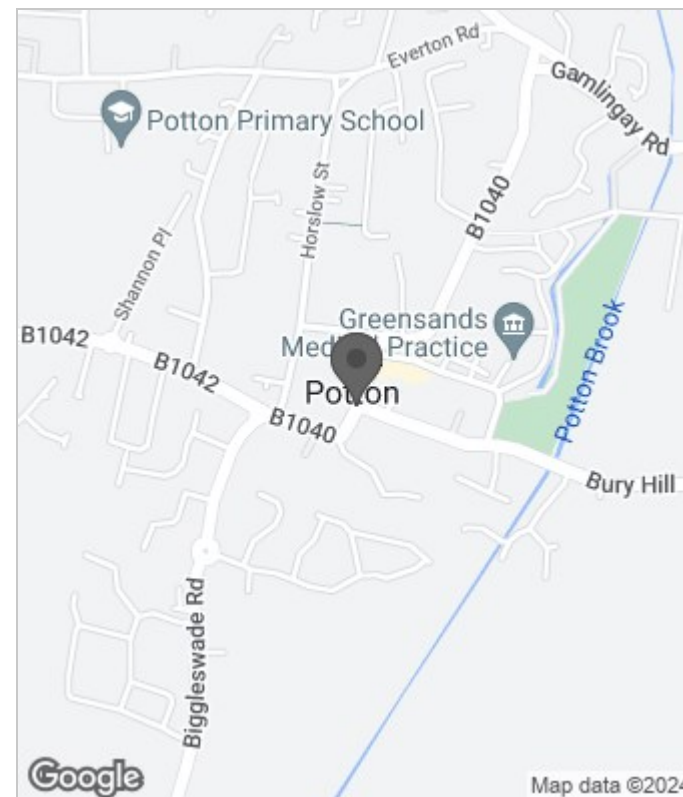 Everton Rd
Gamlingay Rd
Potton Primary School
Horslow St
B1040
Shannon Pl
Potton Brook
B1042
Greensands
Medical Practice
B1042
Potton
B1040
Bury Hill
Biggleswade Rd
Google
Map data ©2024